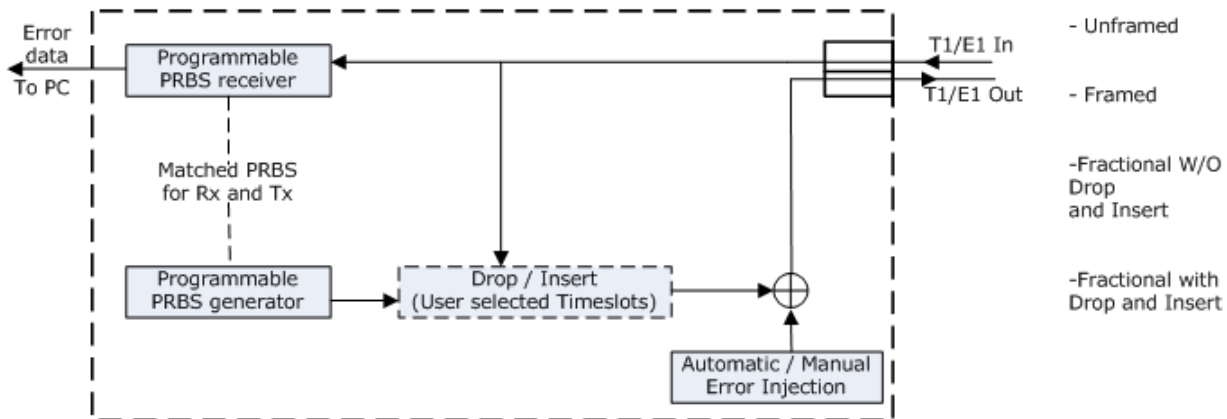 Error
data
To PC
Programmable
PRBS receiver
T1/E1 In
T1/E1 Out
Matched PRBS
for Rx and Tx
Programmable
PRBS generator
Drop / Insert
(User selected Timeslots)
Automatic / Manual
Error Injection
- Unframed
- Framed
-Fractional W/O
Drop
and Insert
-Fractional with
Drop and Insert